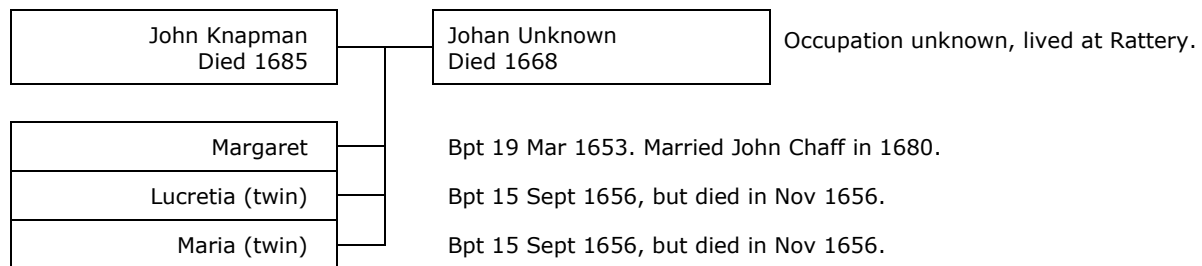 John Knapman
Died 1685
Johan Unknown
Died 1668
Occupation unknown, lived at Rattery.
Margaret
Bpt 19 Mar 1653. Married John Chaff in 1680.
Lucretia (twin)
Bpt 15 Sept 1656, but died in Nov 1656.
Maria (twin)
Bpt 15 Sept 1656, but died in Nov 1656.